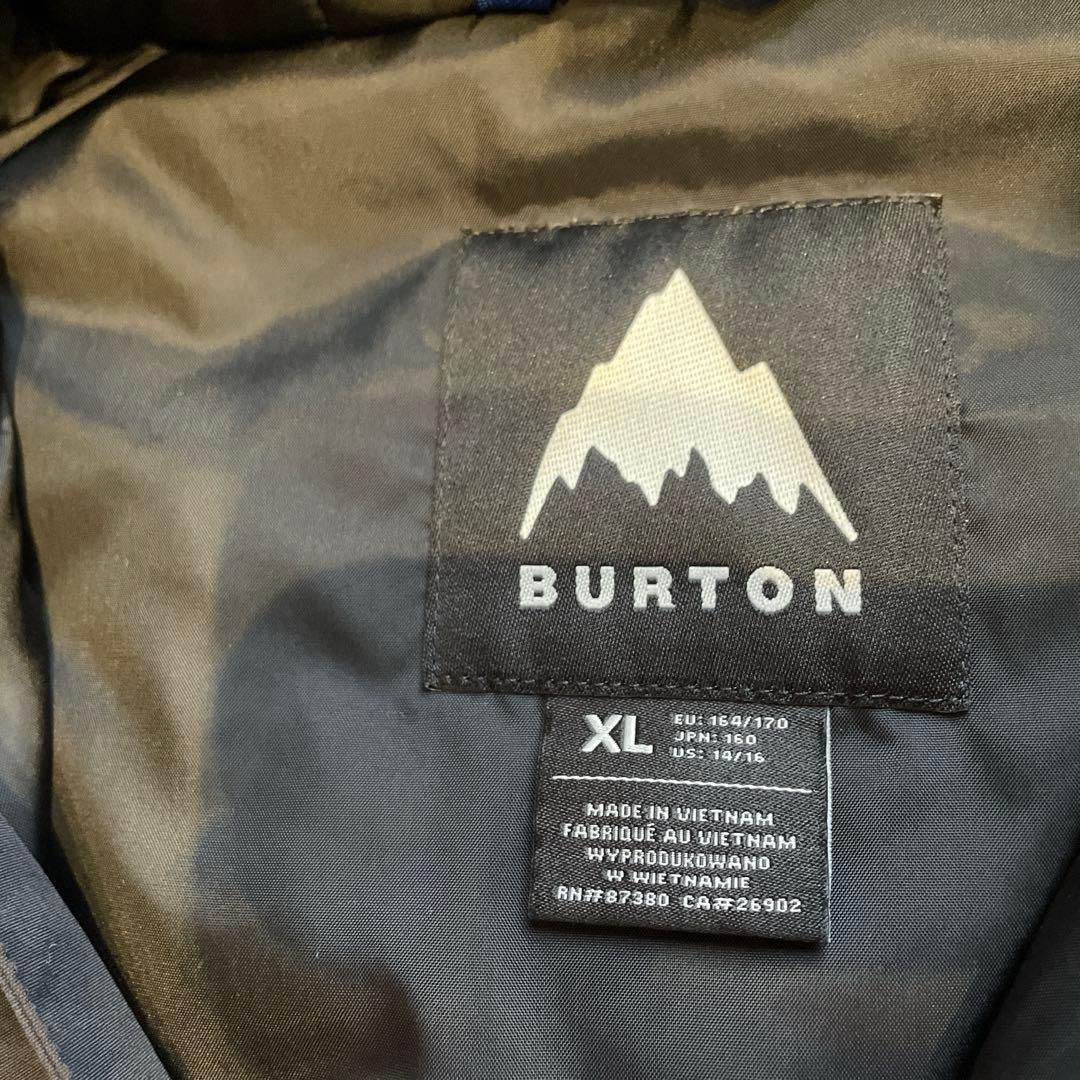 BURTON
XL
EU: 164/170
JPN: 160
US: 14/16
MADE IN VIETNAM
FABRIQUÉ AU VIETNAM
WYPRODUKOWANO
W WIETNAMIE
RN#87380 CA#26902